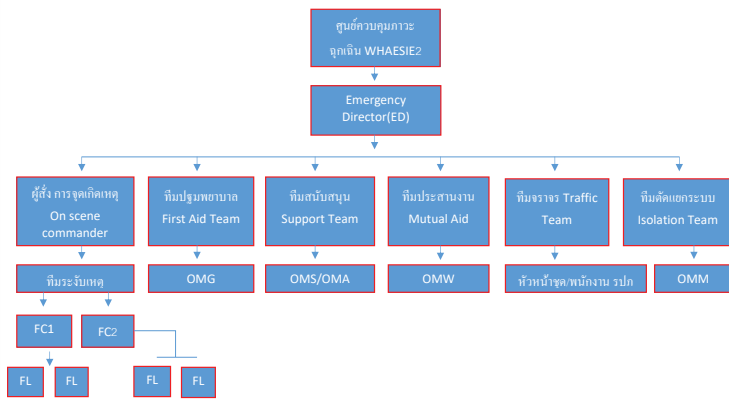 ศูนย์ควบคุมภาวะ
ฉุกเฉิน WHAESIE2
Emergency
Director(ED)
ผู้สั่ง การจุดเกิดเหตุ
On scene
commander
ทีมปฐมพยาบาล
First Aid Team
ทีมสนับสนุน
Support Team
ทีมประสานงาน
Mutual Aid
ทีมจราจร Traffic
Team
ทีมตัดแยกระบบ
Isolation Team
ทีมระงับเหตุ
OMG
OMS/OMA
OMW
หัวหน้าชุด/พนักงาน รปภ
OMM
FC1
FC2
FL
FL
FL
FL